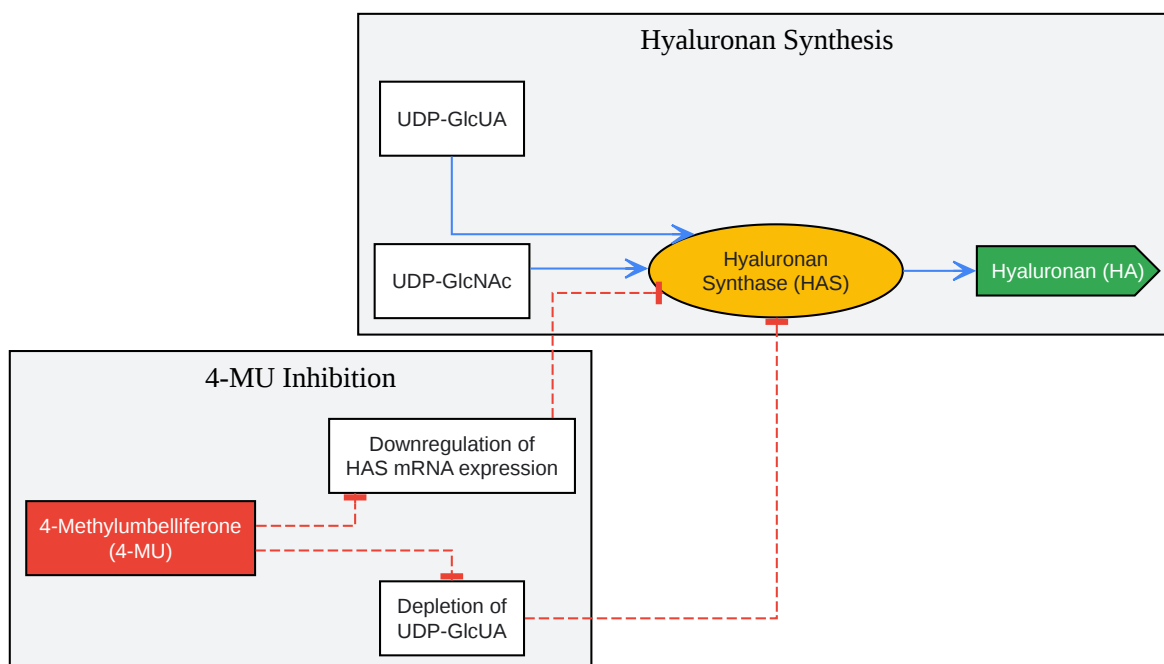 Hyaluronan Synthesis
UDP-GlcUA
UDP-GlcNAc
Hyaluronan
Synthase (HAS)
Hyaluronan (HA)
4-MU Inhibition
Downregulation of
HAS mRNA expression
4-Methylumbelliferone
(4-MU)
Depletion of
UDP-GlcUA